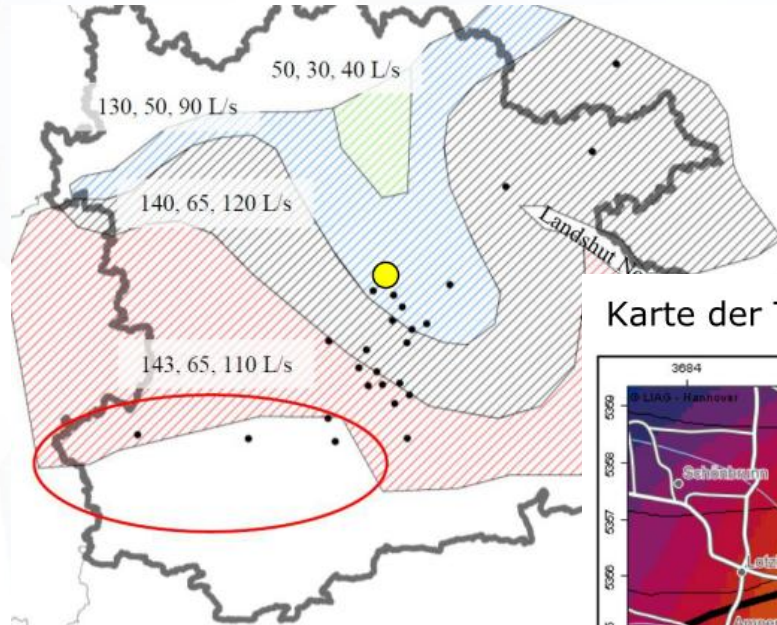 50, 30, 40 L/s
130, 50, 90 L/s
140, 65, 120 L/s
Landshut
143, 65, 110 L/s
Karte der
3684
© LIAG - Hannover
5359
5358
Schönbrunn
5357
5356